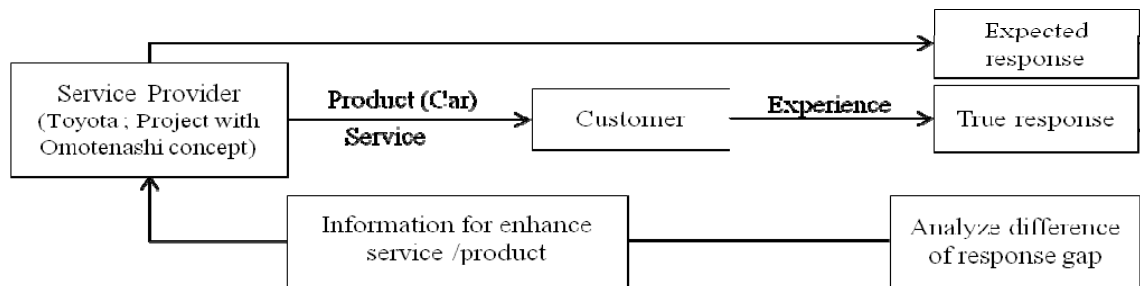 Expected
response
Service Provider
(Toyota ; Project with
Omotenashi concept)
Product (Car)
Service
Customer
Experience
True response
Information for enhance
service /product
Analyze difference
of response gap